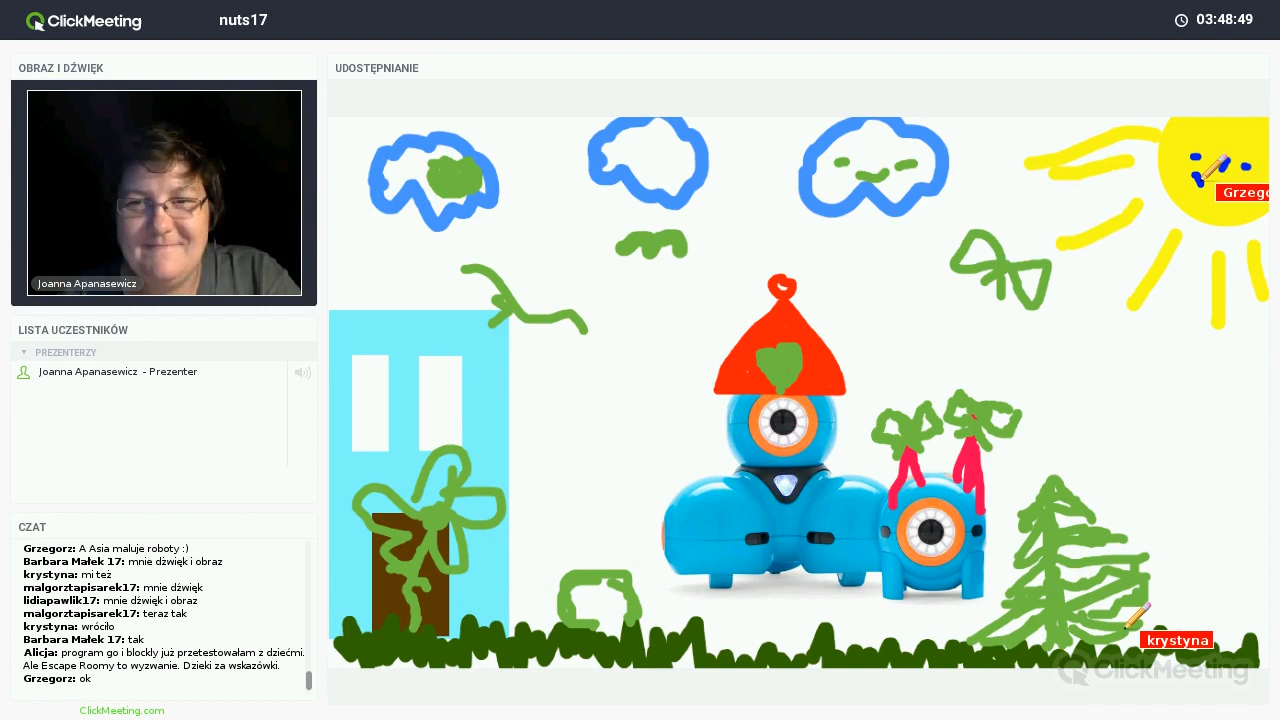 ClickMeeting
nuts17
03:48:49
OBRAZ I DŹWIĘK
UDOSTĘPNIANIE
Joanna Apanasewicz
Grzego
LISTA UCZESTNIKÓW
PREZENTERZY
Joanna Apanasewicz - Prezenter
CZAT
Grzegorz: A Asia maluje roboty :)
Barbara Małek 17: mnie dźwięk i obraz
krystyna: mi też
malgorztapisarek17: mnie dźwięk
lidiapawlik17: mnie dźwięk i obraz
malgorztapisarek17: teraz tak
krystyna: wróciło
Barbara Małek 17: tak
Alicja: program go i blockly już przetestowałam z dziećmi.
Ale Escape Roomy to wyzwanie. Dzieki za wskazówki.
Grzegorz: ok
krystyna
ClickMeeting
ClickMeeting.com